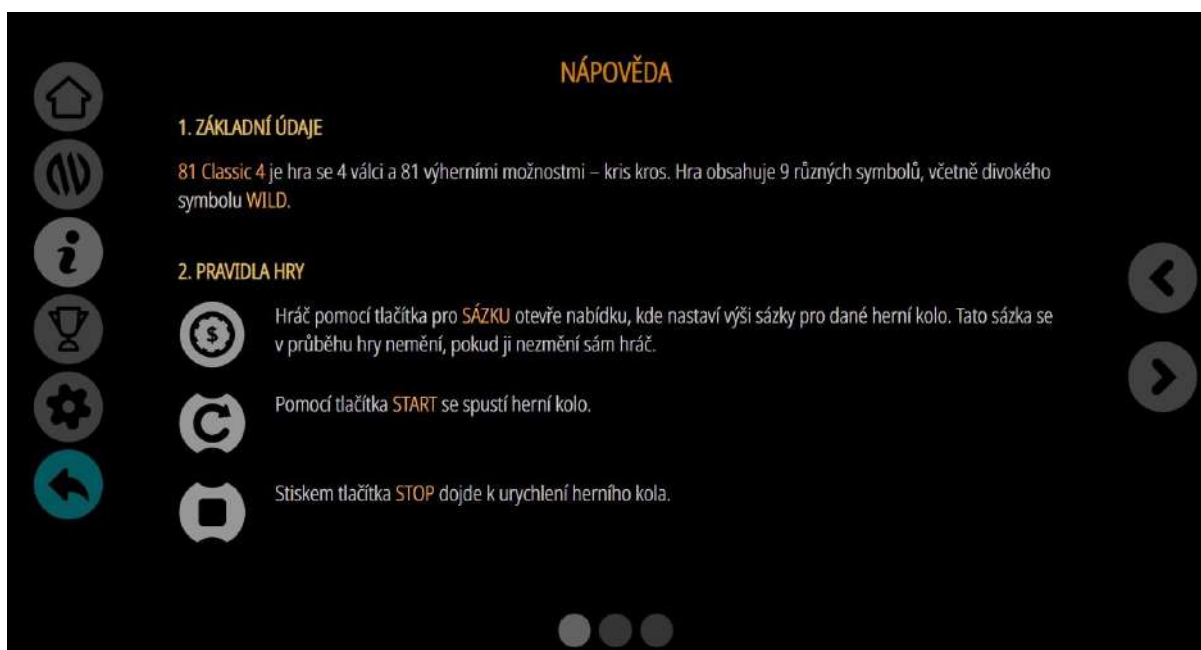 NÁPOVĚDA
1. ZÁKLADNÍ ÚDAJE
81 Classic 4 je hra se 4 válci a 81 výherními možnostmi – kris kros. Hra obsahuje 9 různých symbolů, včetně divokého
symbolu WILD.
2. PRAVIDLA HRY
Hráč pomocí tlačítka pro SÁZKU otevře nabídku, kde nastaví výši sázky pro dané herní kolo. Tato sázka se
v průběhu hry nemění, pokud ji nezmění sám hráč.
Pomocí tlačítka START se spustí herní kolo.
Stiskem tlačítka STOP dojde k urychlení herního kola.